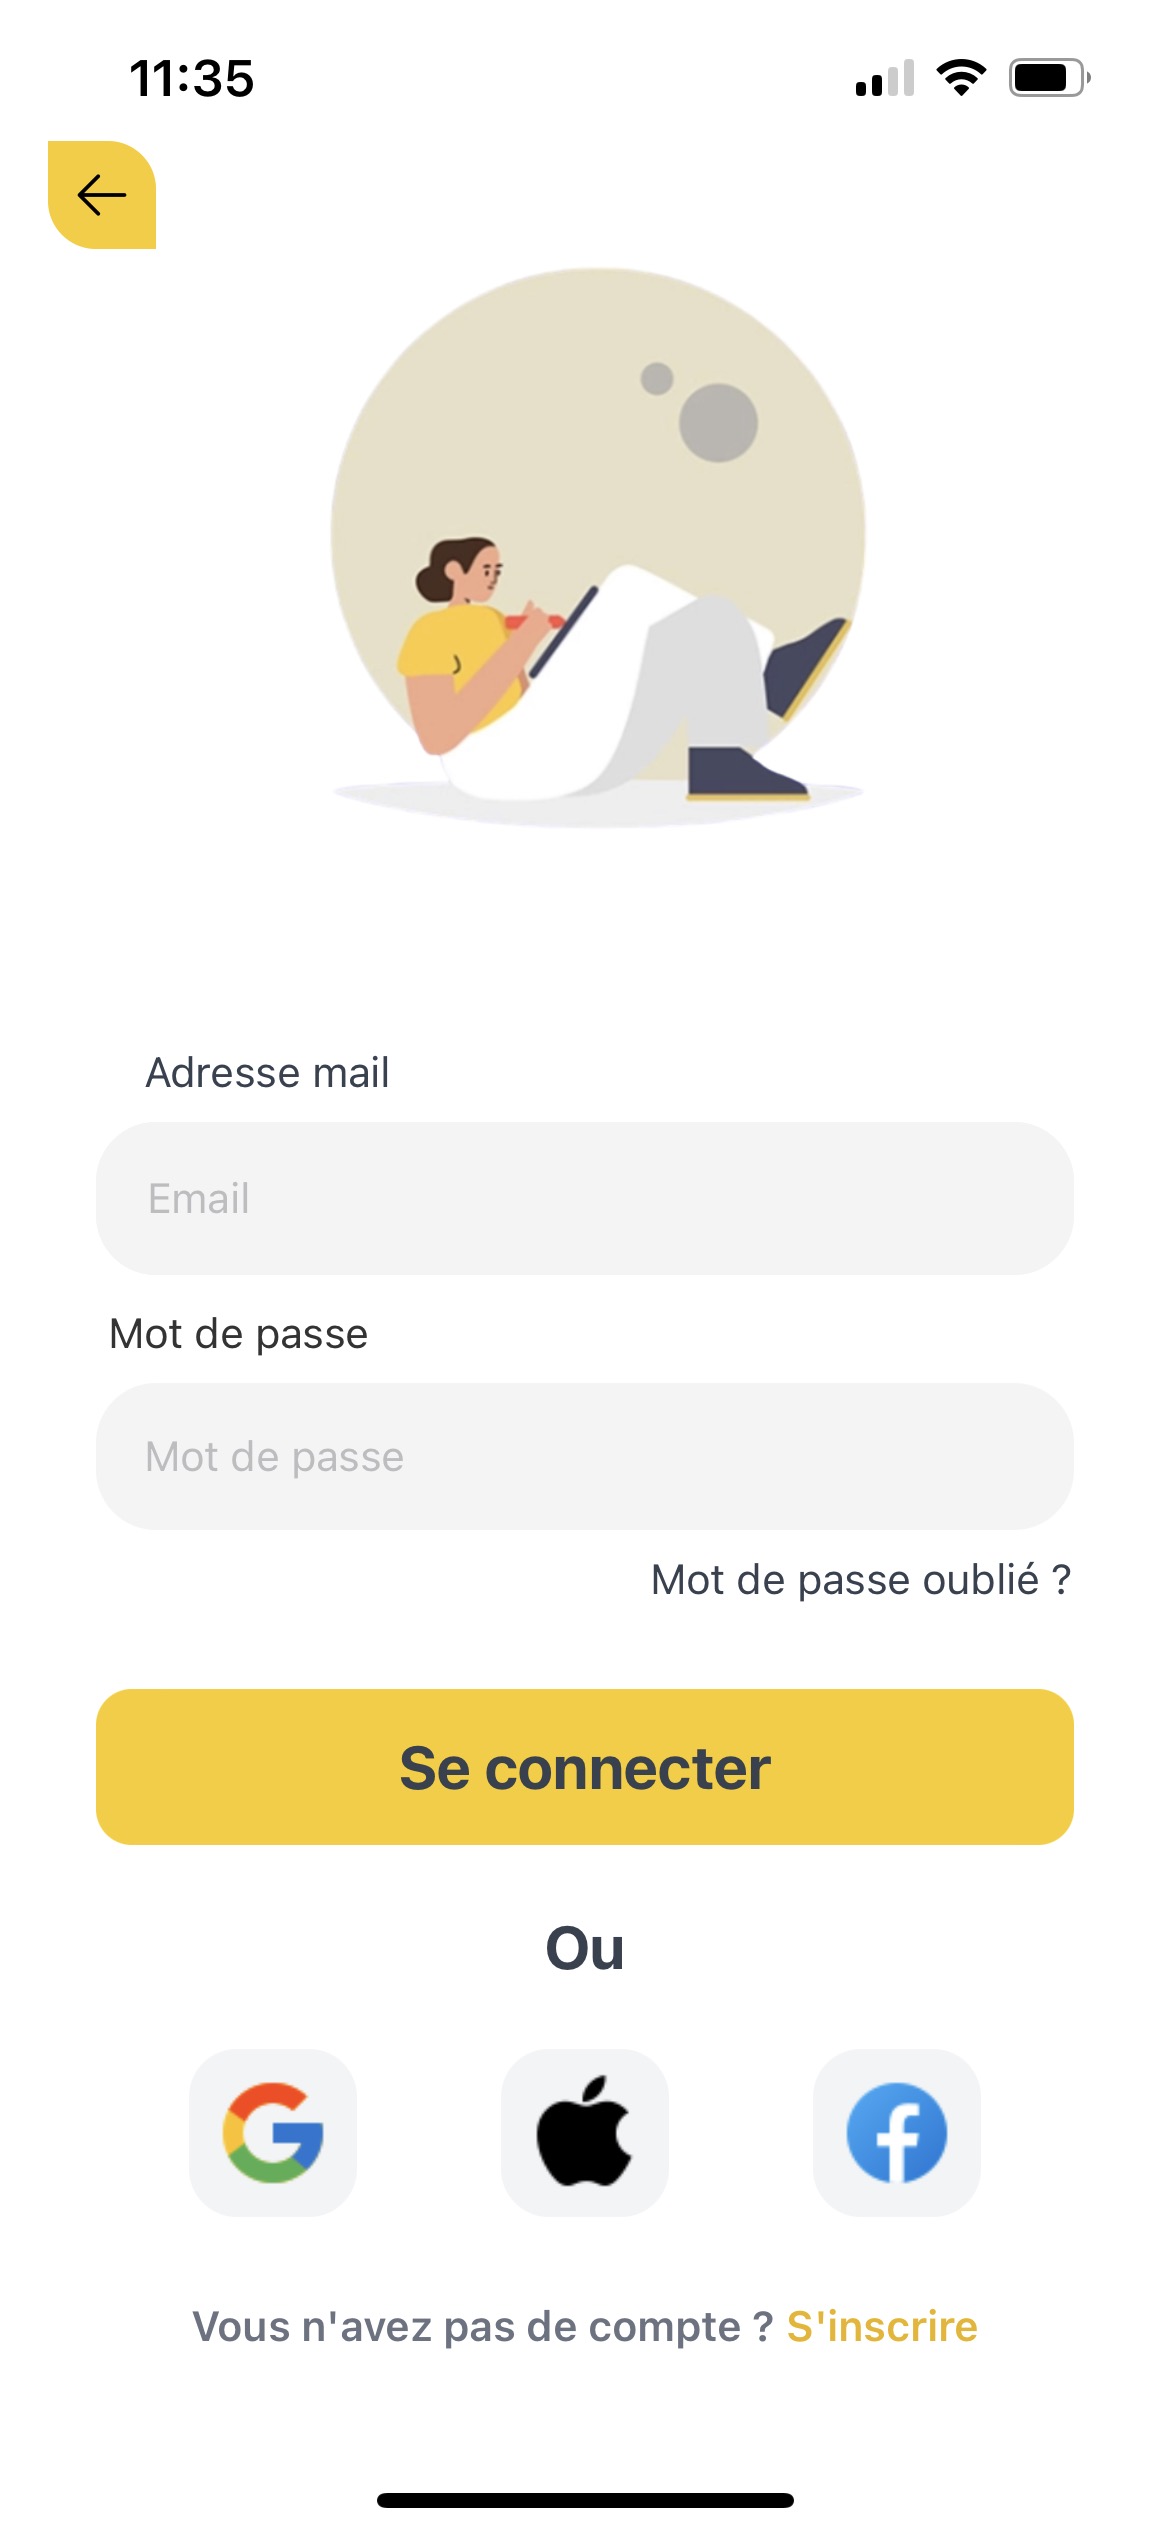 11:35
Adresse mail
Email
Mot de passe
Mot de passe
Mot de passe oublié ?
Se connecter
Ou
Vous n'avez pas de compte ? S'inscrire